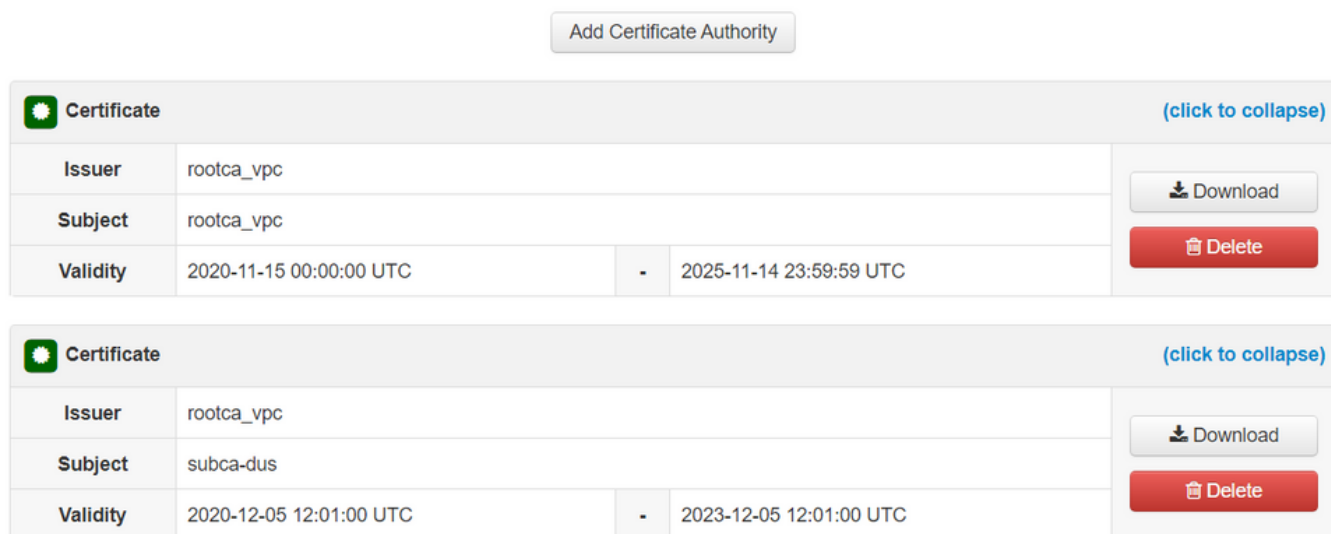 Add Certificate Authority
Certificate (click to collapse)
Issuer rootca_vpc
Download
Subject rootca_vpc
Delete
Validity 2020-11-15 00:00:00 UTC - 2025-11-14 23:59:59 UTC
Certificate (click to collapse)
Issuer rootca_vpc
Download
Subject subca-dus
Delete
Validity 2020-12-05 12:01:00 UTC - 2023-12-05 12:01:00 UTC